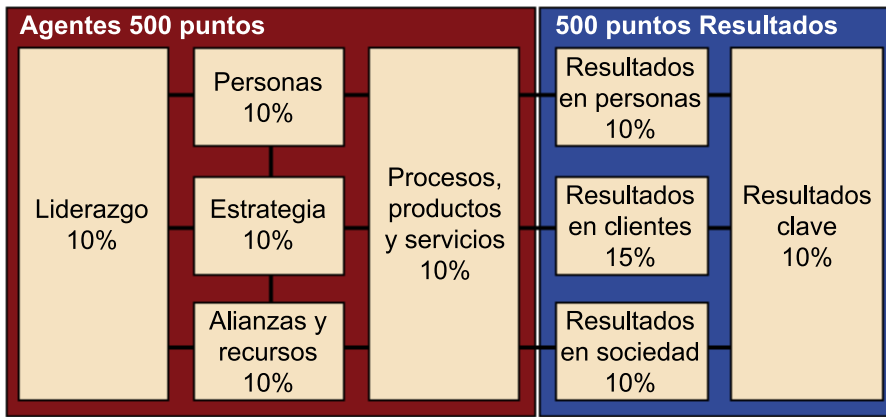 Agentes 500 puntos
500 puntos Resultados
Liderazgo
10%
Personas
10%
Estrategia
10%
Alianzas y
recursos
10%
Procesos,
productos
y servicios
10%
Resultados
en personas
10%
Resultados
en clientes
15%
Resultados
en sociedad
10%
Resultados
clave
10%